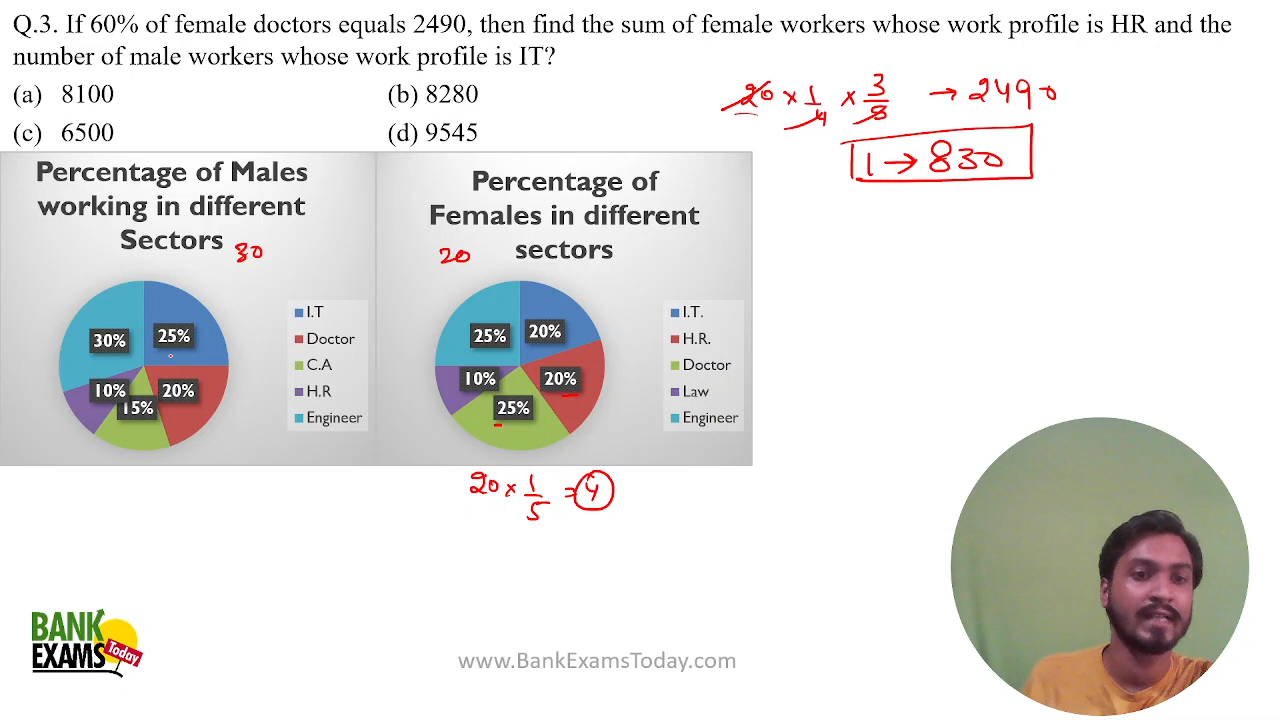 Q.3. If 60% of female doctors equals 2490, then find the sum of female workers whose work profile is HR and the
number of male workers whose work profile is IT?
(a) 8100 (b) 8280
(c) 6500 (d) 9545
20 × 1/4 × 3/5 → 2490
1 → 830
Percentage of Males
working in different
Sectors 30
30% 25%
10% 20%
15%
I.T
Doctor
C.A
H.R
Engineer
Percentage of
Females in different
20 sectors
25% 20%
10% 20%
25%
I.T.
H.R.
Doctor
Law
Engineer
20 × 1/5 = 4
BANK
EXAMS Today
www.BankExamsToday.com